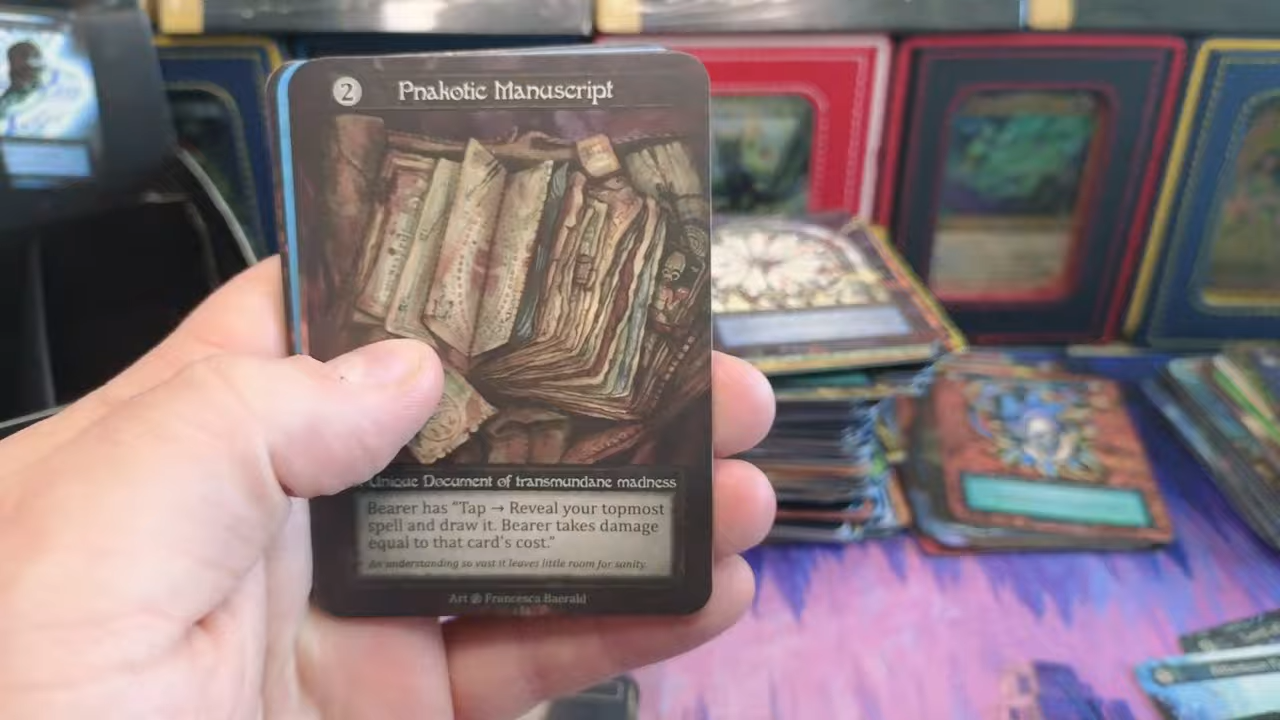 2
Pnakotic Manuscript
Unique Document of transmundane madness
Bearer has “Tap → Reveal your topmost
spell and draw it. Bearer takes damage
equal to that card's cost.”
An understanding so vast it leaves little room for sanity.
Art Francesca Baerald